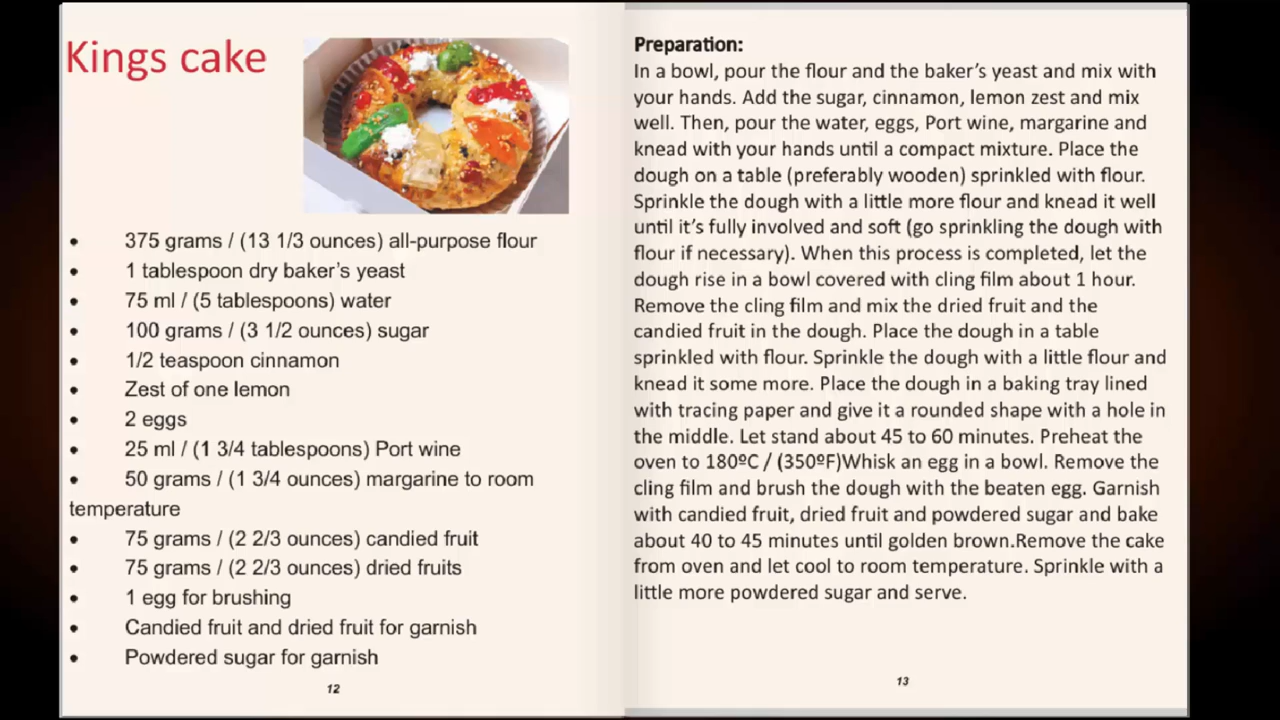 Kings cake
• 375 grams / (13 1/3 ounces) all-purpose flour
• 1 tablespoon dry baker’s yeast
• 75 ml / (5 tablespoons) water
• 100 grams / (3 1/2 ounces) sugar
• 1/2 teaspoon cinnamon
• Zest of one lemon
• 2 eggs
• 25 ml / (1 3/4 tablespoons) Port wine
• 50 grams / (1 3/4 ounces) margarine to room
temperature
• 75 grams / (2 2/3 ounces) candied fruit
• 75 grams / (2 2/3 ounces) dried fruits
• 1 egg for brushing
• Candied fruit and dried fruit for garnish
• Powdered sugar for garnish
12
Preparation:
In a bowl, pour the flour and the baker’s yeast and mix with
your hands. Add the sugar, cinnamon, lemon zest and mix
well. Then, pour the water, eggs, Port wine, margarine and
knead with your hands until a compact mixture. Place the
dough on a table (preferably wooden) sprinkled with flour.
Sprinkle the dough with a little more flour and knead it well
until it’s fully involved and soft (go sprinkling the dough with
flour if necessary). When this process is completed, let the
dough rise in a bowl covered with cling film about 1 hour.
Remove the cling film and mix the dried fruit and the
candied fruit in the dough. Place the dough in a table
sprinkled with flour. Sprinkle the dough with a little flour and
knead it some more. Place the dough in a baking tray lined
with tracing paper and give it a rounded shape with a hole in
the middle. Let stand about 45 to 60 minutes. Preheat the
oven to 180ºC / (350ºF)Whisk an egg in a bowl. Remove the
cling film and brush the dough with the beaten egg. Garnish
with candied fruit, dried fruit and powdered sugar and bake
about 40 to 45 minutes until golden brown.Remove the cake
from oven and let cool to room temperature. Sprinkle with a
little more powdered sugar and serve.
13